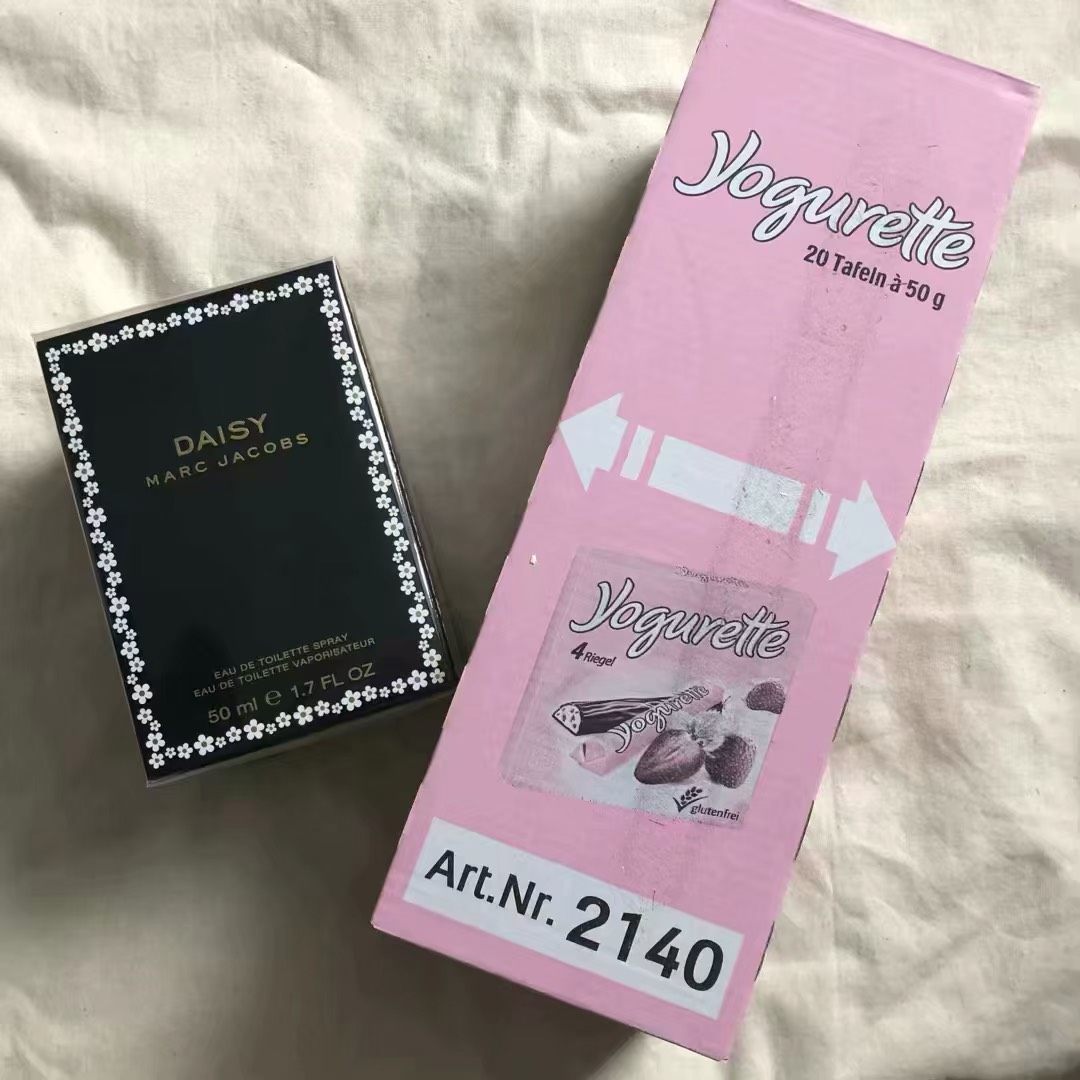 DAISY
MARC JACOBS
EAU DE TOILETTE SPRAY
EAU DE TOILETTE VAPORISATEUR
50 ml ℮ 1.7 FL OZ
Yogurette
20 Tafeln à 50 g
Yogurette
4 Riegel
Yogurette
glutenfrei
Art.Nr. 2140